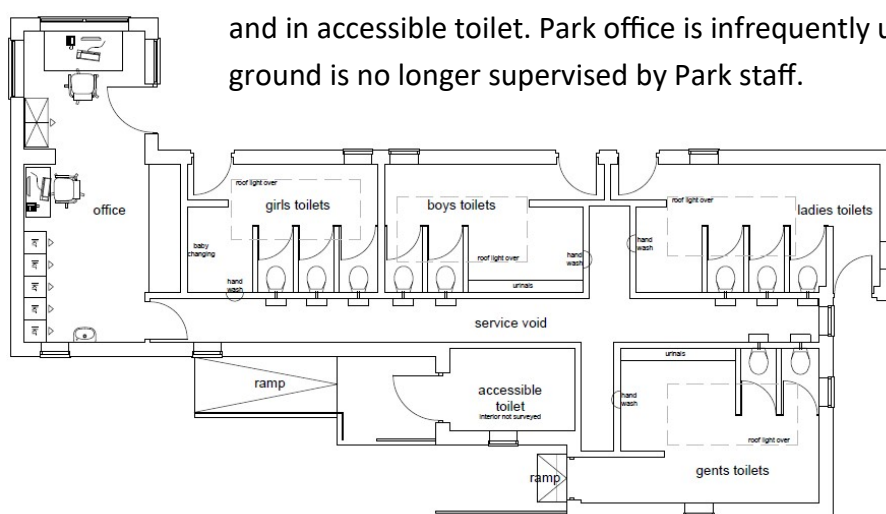 and in accessible toilet. Park office is infrequently u
ground is no longer supervised by Park staff.
roof light over
girls toilets
boys toilets
roof light over
ladies toilets
office
baby
changing
hand
wash
roof light over
hand
wash
hand
wash
urinals
service void
ramp
accessible
toilet
interior not surveyed
urinals
hand
wash
roof light over
gents toilets
ramp